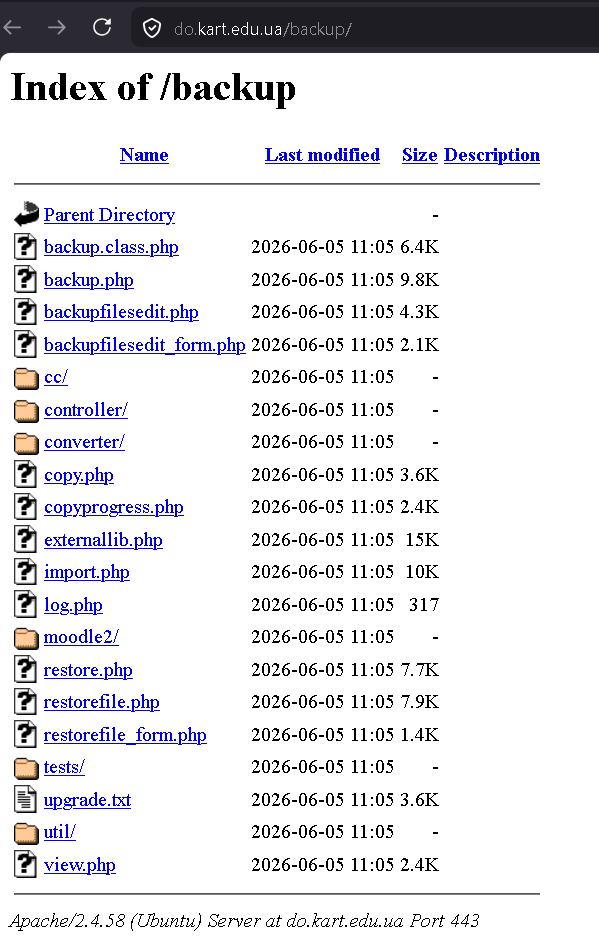 do.kart.edu.ua/backup/
Index of /backup
Name Last modified Size Description
Parent Directory -
backup.class.php 2026-06-05 11:05 6.4K
backup.php 2026-06-05 11:05 9.8K
backupfilesedit.php 2026-06-05 11:05 4.3K
backupfilesedit_form.php 2026-06-05 11:05 2.1K
cc/ 2026-06-05 11:05 -
controller/ 2026-06-05 11:05 -
converter/ 2026-06-05 11:05 -
copy.php 2026-06-05 11:05 3.6K
copyprogress.php 2026-06-05 11:05 2.4K
externallib.php 2026-06-05 11:05 15K
import.php 2026-06-05 11:05 10K
log.php 2026-06-05 11:05 317
moodle2/ 2026-06-05 11:05 -
restore.php 2026-06-05 11:05 7.7K
restorefile.php 2026-06-05 11:05 7.9K
restorefile_form.php 2026-06-05 11:05 1.4K
tests/ 2026-06-05 11:05 -
upgrade.txt 2026-06-05 11:05 3.6K
util/ 2026-06-05 11:05 -
view.php 2026-06-05 11:05 2.4K
Apache/2.4.58 (Ubuntu) Server at do.kart.edu.ua Port 443